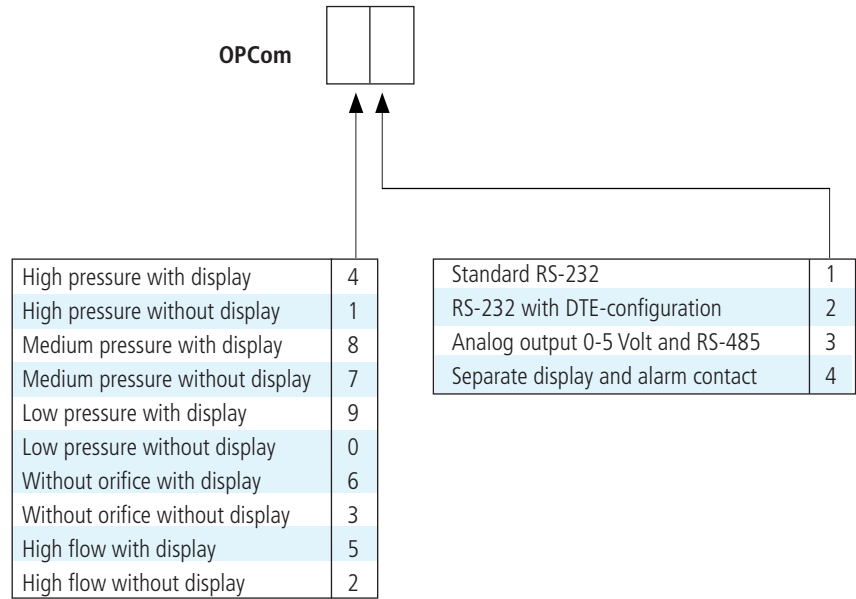 OPCom
High pressure with display 4
High pressure without display 1
Medium pressure with display 8
Medium pressure without display 7
Low pressure with display 9
Low pressure without display 0
Without orifice with display 6
Without orifice without display 3
High flow with display 5
High flow without display 2
Standard RS-232 1
RS-232 with DTE-configuration 2
Analog output 0-5 Volt and RS-485 3
Separate display and alarm contact 4